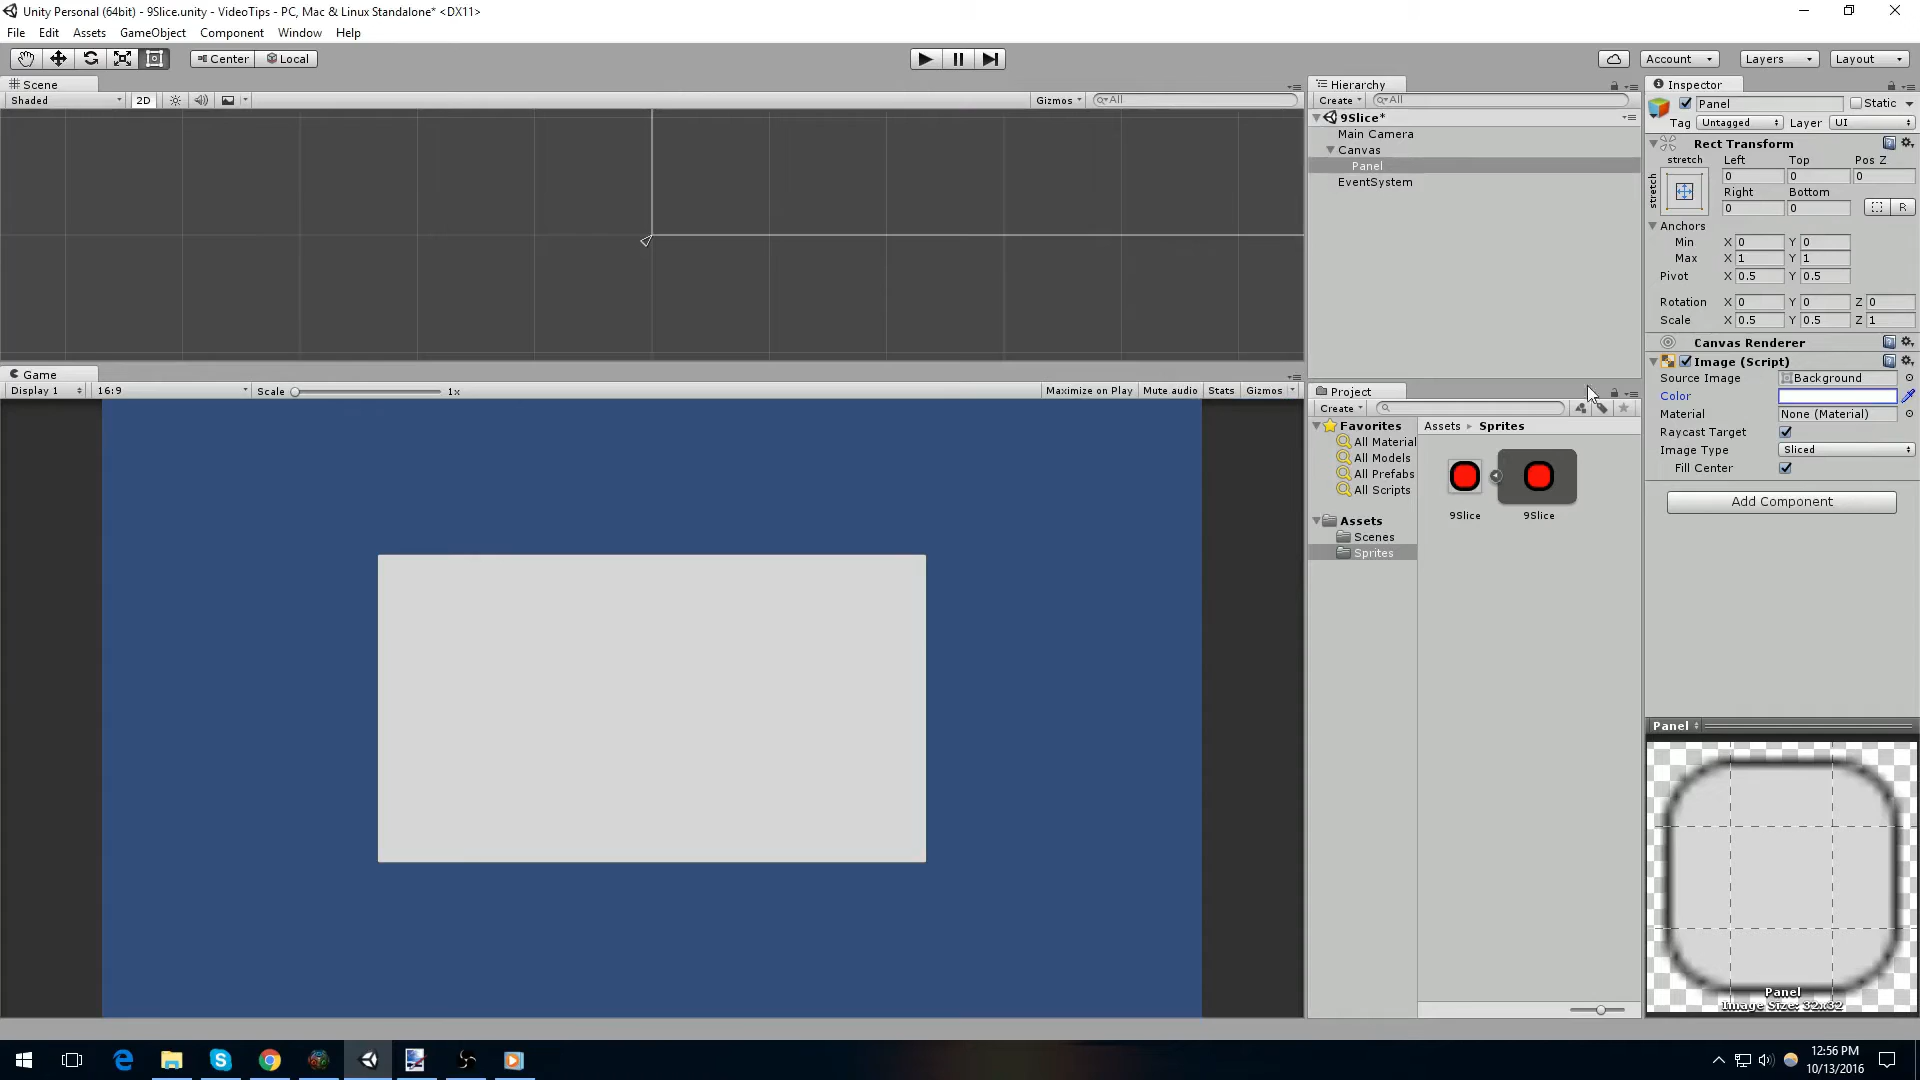 Unity Personal (64bit) - 9Slice.unity - VideoTips - PC, Mac & Linux Standalone* <DX11>
File Edit Assets GameObject Component Window Help
Center Local Account Layers Layout
Scene
Shaded 2D Gizmos All
Hierarchy
Create All
9Slice*
Main Camera
Canvas
Panel
EventSystem
Inspector
Panel Static
Tag Untagged Layer UI
Rect Transform
stretch Left Top Pos Z
stretch 0 0 0
Right Bottom
0 0 R
Anchors
Min X 0 Y 0
Max X 1 Y 1
Pivot X 0.5 Y 0.5
Rotation X 0 Y 0 Z 0
Scale X 0.5 Y 0.5 Z 1
Canvas Renderer
Image (Script)
Source Image Background
Color
Material None (Material)
Raycast Target
Image Type Sliced
Fill Center
Add Component
Game
Display 1 16:9 Scale 1x Maximize on Play Mute audio Stats Gizmos
Project
Create
Favorites
All Material
All Models
All Prefabs
All Scripts
Assets
Scenes
Sprites
Assets ▸ Sprites
9Slice 9Slice
Panel
Panel
Image Size: 32x32
12:56 PM
10/13/2016